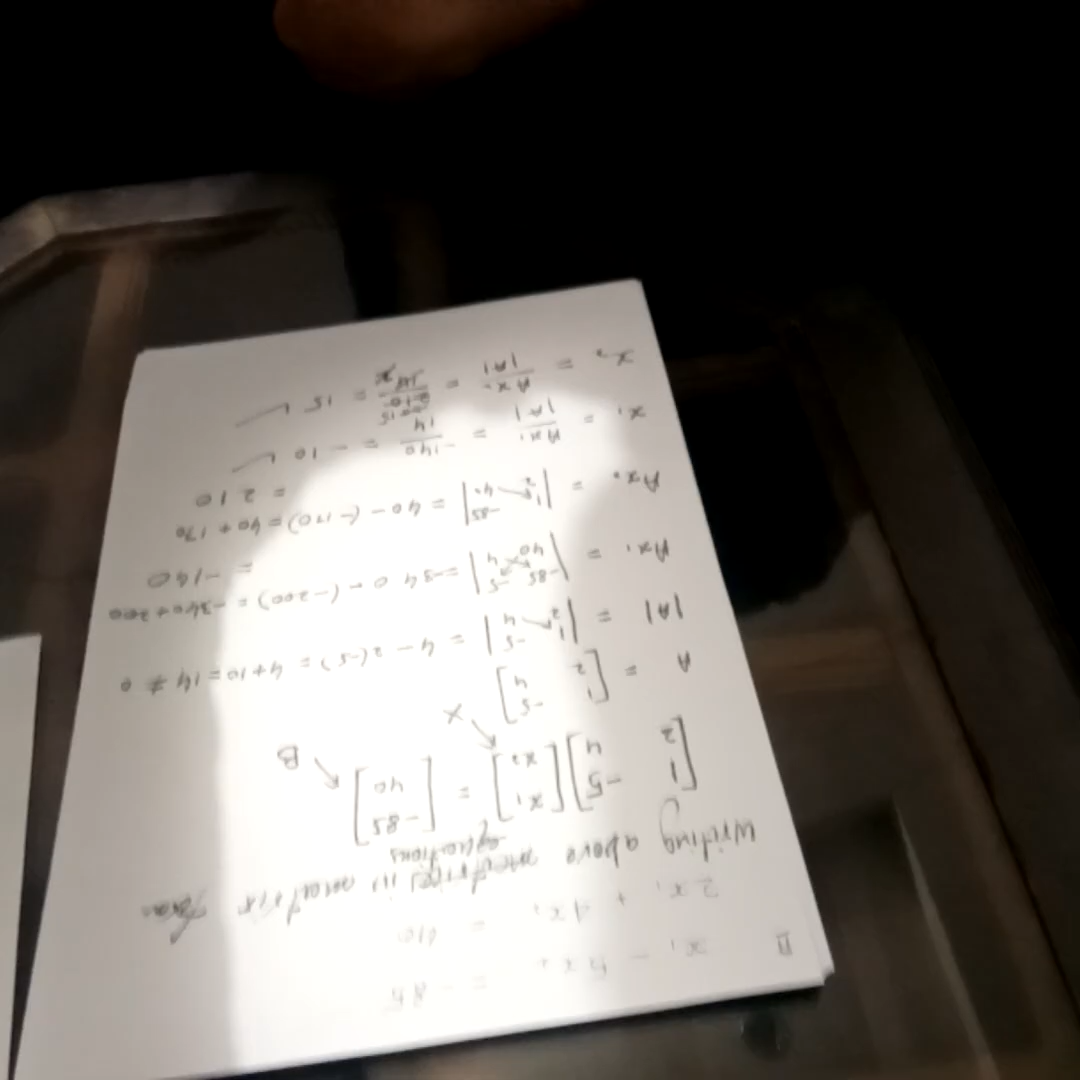 x₁ - 5x₂ = -85
2x₁ + 4x₂ = 40
Writing above equations in matrix form
[1 -5; 2 4] [x₁; x₂] = [-85; 40]
X B
A = [1 -5; 2 4]
|A| = |1 -5; 2 4| = 4 - 2(-5) = 4+10 = 14 ≠ 0
Ax₁ = |-85 -5; 40 4| = -340 - (-200) = -340+200
= -140
Ax₂ = |1 -85; 2 40| = 40 - (-170) = 40 + 170
= 210
x₁ = Ax₁/|A| = -140/14 = -10 ✓
x₂ = Ax₂/|A| = 210/14 = 15 ✓